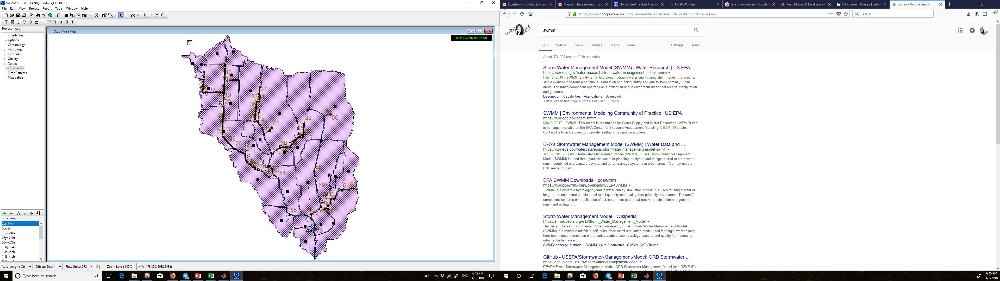 SWMM 5.1 - WETLAND_Conduits_GOOD.inp
File Edit View Project Report Tools Window Help
Project Map
Title/Notes
Options
Climatology
Hydrology
Hydraulics
Quality
Curves
Time Series
Time Patterns
Map Labels
Time Series
2yr-24hr
5yr-24hr
10yr-24hr
25yr-24hr
50yr-24hr
100yr-24hr
1.35_inch
1.53_inch
Study Area Map
07/16/2016 00:05:00
31
40
41
44
57
56
22
23
25
26
27
53
54
58
59
61
60
55
71
73
Auto-Length: Off Offsets: Depth Flow Units: CFS Zoom Level: 100% X,Y: -473.353, 2082.643 ft
Type here to search
ENG
6:45 PM
4/8/2018
Question - snoghab@ncsu.e
Your purchase exceeds the a
North Carolina State Univers
NCSU Wolfline
tensorflow onlien - Google S
Read Microsoft Excel spread
(1) Poorvesh Dongre | Linked
swmm - Google Search
https://www.google.com/search?q=swmm&ie=utf-8&oe=utf-8&client=firefox-b-1-ab
Search
google
swmm
All Videos News Images Maps More Settings Tools
About 374,000 results (0.39 seconds)
Storm Water Management Model (SWMM) | Water Research | US EPA
https://www.epa.gov/water-research/storm-water-management-model-swmm
Feb 12, 2018 - SWMM is a dynamic hydrology-hydraulic water quality simulation model. It is used for
single event or long-term (continuous) simulation of runoff quantity and quality from primarily urban
areas. The runoff component operates on a collection of sub-catchment areas that receive precipitation
and generate ...
Description · Capabilities · Applications · Downloads
You've visited this page 4 times. Last visit: 3/30/18
SWMM | Environmental Modeling Community of Practice | US EPA
https://www.epa.gov/ceam/swmm
May 8, 2017 - SWMM. This model is maintained by Water Supply and Water Resources (WSWR) and
is no longer available on the EPA Center for Exposure Assessment Modeling (CEAM) Web site.
Contact Us to ask a question, provide feedback, or report a problem.
EPA's Stormwater Management Model (SWMM) | Water Data and ...
https://www.epa.gov/waterdata/epas-stormwater-management-model-swmm
Jan 30, 2018 - EPA's Stormwater Management Model (SWMM). EPA's Storm Water Management
Model (SWMM) is used throughout the world for planning, analysis, and design related to stormwater
runoff, combined and sanitary sewers, and other drainage systems in urban areas. You may need a
PDF reader to view ...
EPA SWMM Downloads - pcswmm
https://www.pcswmm.com/Downloads/USEPASWMM
SWMM is a dynamic hydrology-hydraulic water quality simulation model. It is used for single event or
long-term (continuous) simulation of runoff quantity and quality from primarily urban areas. The runoff
component operates on a collection of sub catchment areas that receive precipitation and generate
runoff and pollutant ...
Storm Water Management Model - Wikipedia
https://en.wikipedia.org/wiki/Storm_Water_Management_Model
The United States Environmental Protection Agency (EPA) Storm Water Management Model
(SWMM) is a dynamic rainfall–runoff–subsurface runoff simulation model used for single-event to long-
term (continuous) simulation of the surface/subsurface hydrology quantity and quality from primarily
urban/suburban areas.
SWMM conceptual model · SWMM 3,4 to 5 converter · SWMM-CAT Climate ...
GitHub - USEPA/Stormwater-Management-Model: ORD Stormwater ...
https://github.com/USEPA/Stormwater-Management-Model
README.md. Stormwater-Management-Model. ORD Stormwater Management Model (aka "SWMM").
6:45 PM
4/8/2018